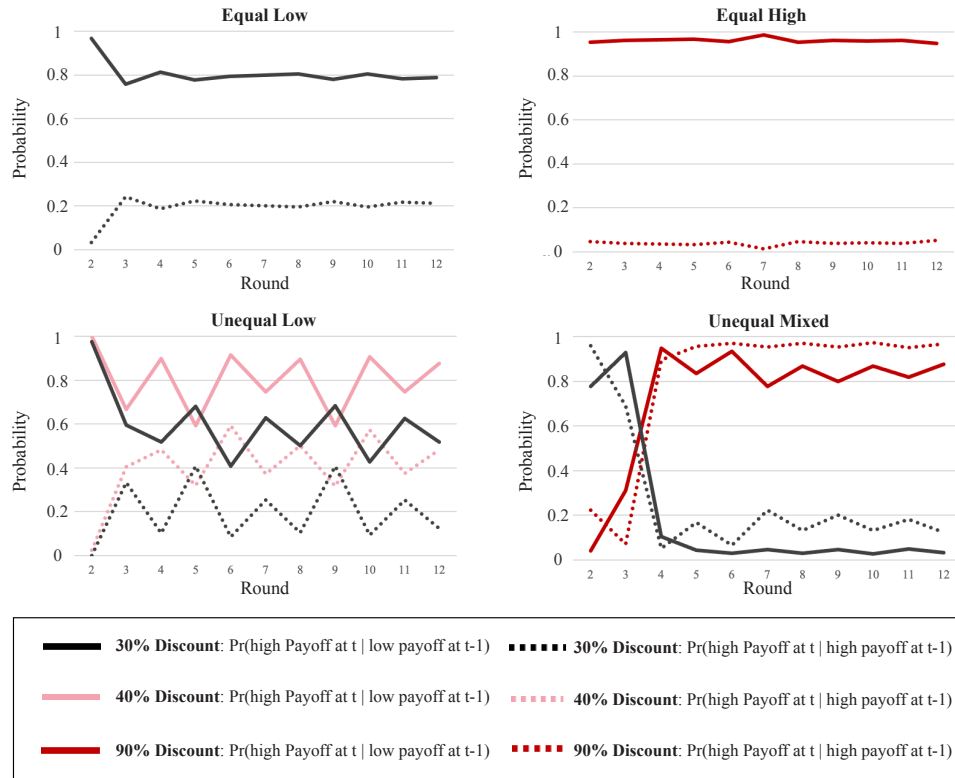 Equal Low
Equal High
1
0.8
0.6
0.4
0.2
0
Probability
2 3 4 5 6 7 8 9 10 11 12
Round
1
0.8
0.6
0.4
0.2
0
Probability
2 3 4 5 6 7 8 9 10 11 12
Round
Unequal Low
Unequal Mixed
1
0.8
0.6
0.4
0.2
0
Probability
2 3 4 5 6 7 8 9 10 11 12
Round
1
0.8
0.6
0.4
0.2
0
Probability
2 3 4 5 6 7 8 9 10 11 12
Round
30% Discount: Pr(high Payoff at t | low payoff at t-1)
30% Discount: Pr(high Payoff at t | high payoff at t-1)
40% Discount: Pr(high Payoff at t | low payoff at t-1)
40% Discount: Pr(high Payoff at t | high payoff at t-1)
90% Discount: Pr(high Payoff at t | low payoff at t-1)
90% Discount: Pr(high Payoff at t | high payoff at t-1)